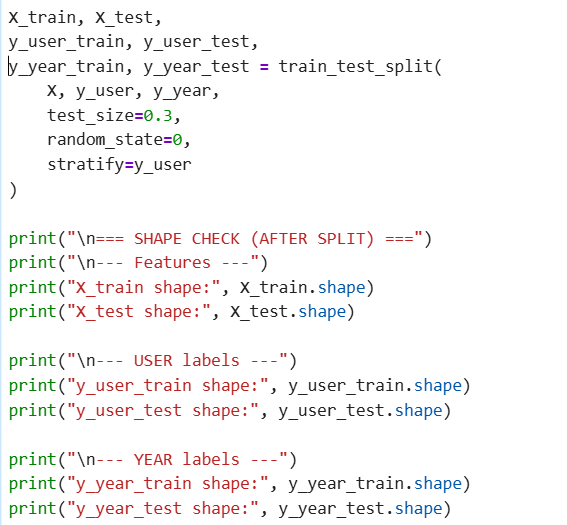 X_train, X_test,
y_user_train, y_user_test,
y_year_train, y_year_test = train_test_split(
    X, y_user, y_year,
    test_size=0.3,
    random_state=0,
    stratify=y_user
)
print("\n=== SHAPE CHECK (AFTER SPLIT) ===")
print("\n--- Features ---")
print("X_train shape:", X_train.shape)
print("X_test shape:", X_test.shape)
print("\n--- USER labels ---")
print("y_user_train shape:", y_user_train.shape)
print("y_user_test shape:", y_user_test.shape)
print("\n--- YEAR labels ---")
print("y_year_train shape:", y_year_train.shape)
print("y_year_test shape:", y_year_test.shape)